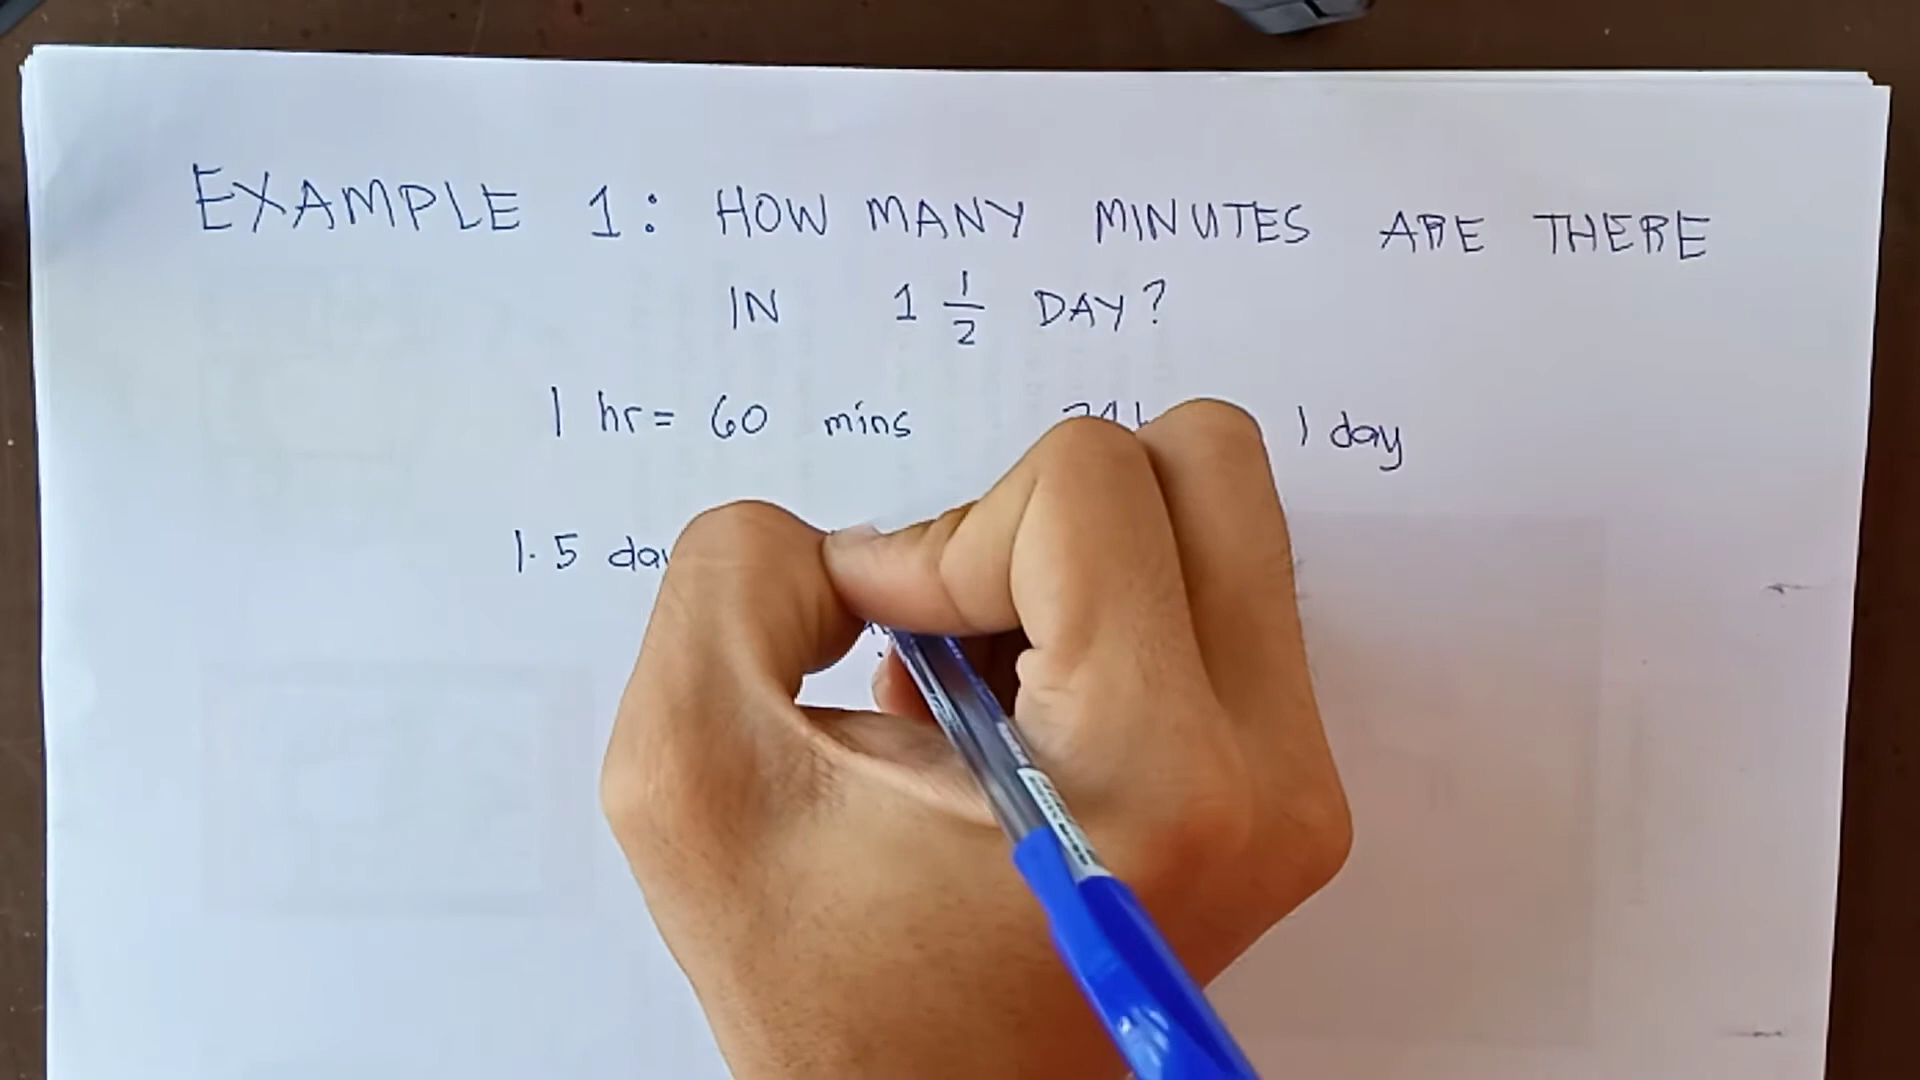 EXAMPLE 1: HOW MANY MINUTES ARE THERE
IN 1 1/2 DAY?
1 hr = 60 mins 1 day
1.5